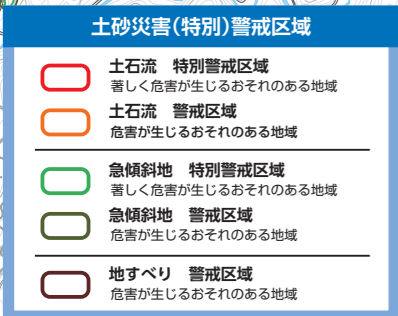 土砂災害(特別)警戒区域
土石流　特別警戒区域
著しく危害が生じるおそれのある地域
土石流　警戒区域
危害が生じるおそれのある地域
急傾斜地　特別警戒区域
著しく危害が生じるおそれのある地域
急傾斜地　警戒区域
危害が生じるおそれのある地域
地すべり　警戒区域
危害が生じるおそれのある地域